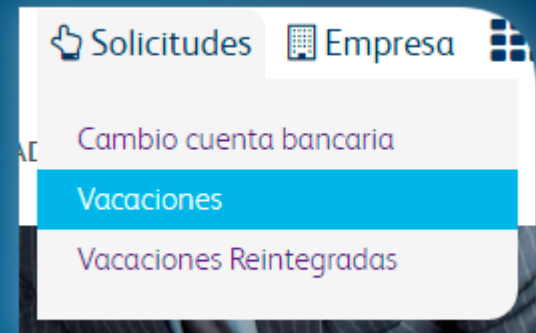 Solicitudes Empresa
Cambio cuenta bancaria
Vacaciones
Vacaciones Reintegradas